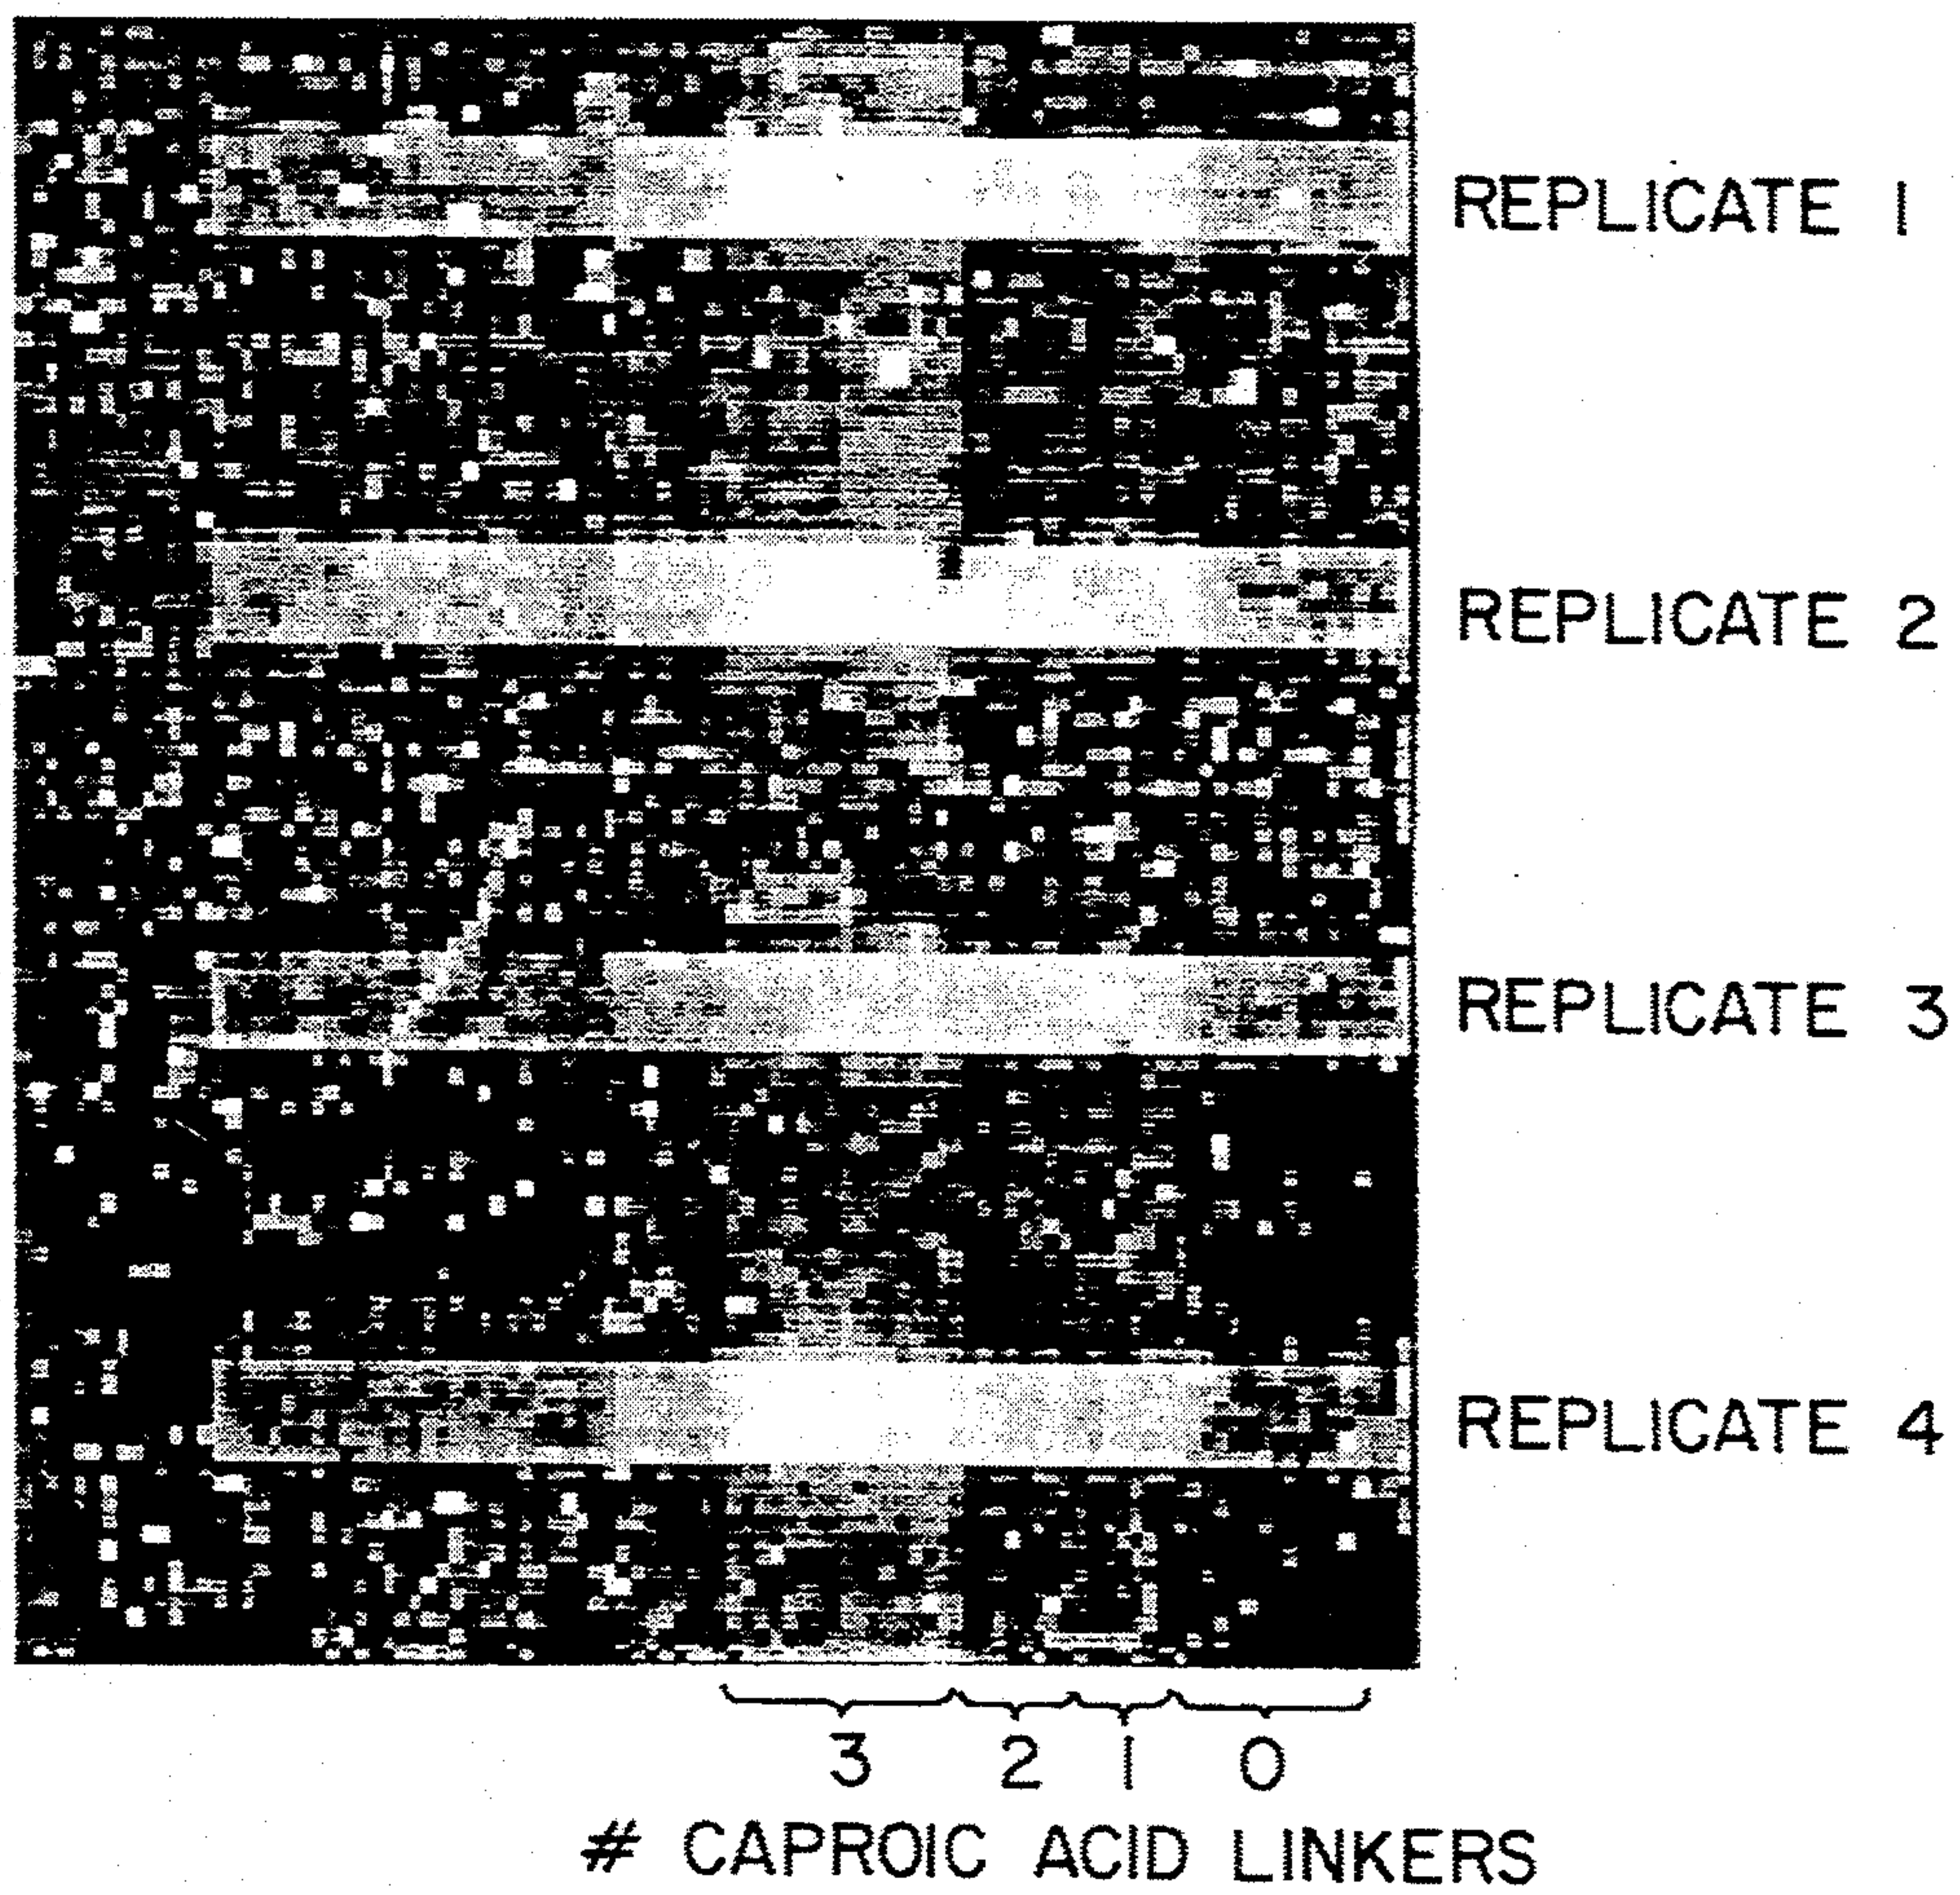 REPLICATE 1
REPLICATE 2
REPLICATE 3
REPLICATE 4
3 2 1 0
# CAPROIC ACID LINKERS